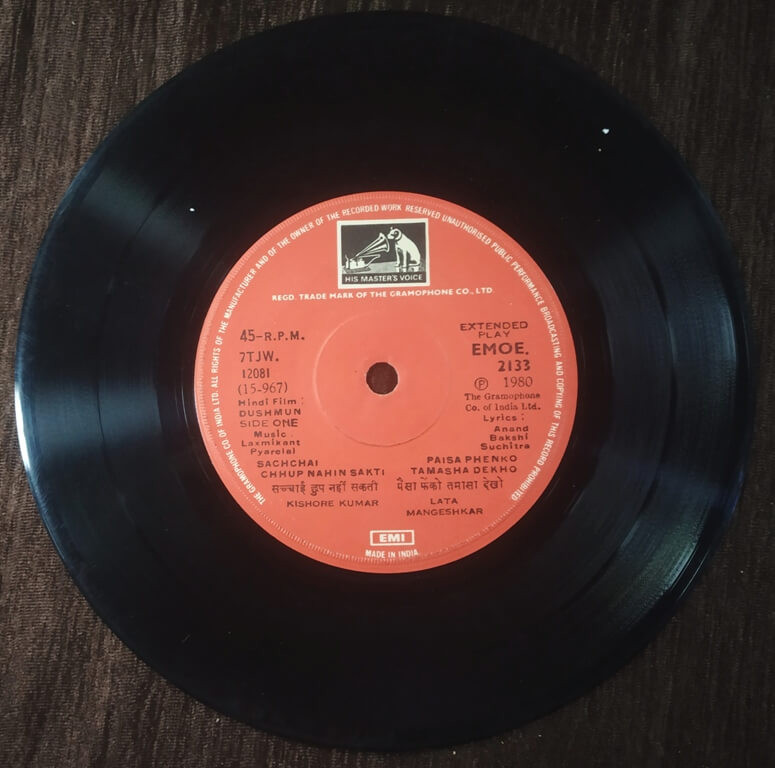 THE GRAMOPHONE CO. OF INDIA LTD. ALL RIGHTS OF THE MANUFACTURER AND OF THE OWNER OF THE RECORDED WORK RESERVED UNAUTHORISED PUBLIC PERFORMANCE BROADCASTING AND COPYING OF THIS RECORD PROHIBITED
HIS MASTER'S VOICE
REGD. TRADE MARK OF THE GRAMOPHONE CO., LTD.
45-R.P.M.
7TJW.
12081
(15-967)
Hindi Film :
DUSHMUN
SIDE ONE
Music :
Laxmikant
Pyarelal
EXTENDED
PLAY
EMOE.
2133
Ⓟ 1980
The Gramophone
Co. of India Ltd.
Lyrics :
Anand
Bakshi
Suchitra
SACHCHAI
CHHUP NAHIN SAKTI
सच्चाई छुप नहीं सकती
KISHORE KUMAR
PAISA PHENKO
TAMASHA DEKHO
पैसा फेंको तमासा देखो
LATA
MANGESHKAR
EMI
MADE IN INDIA